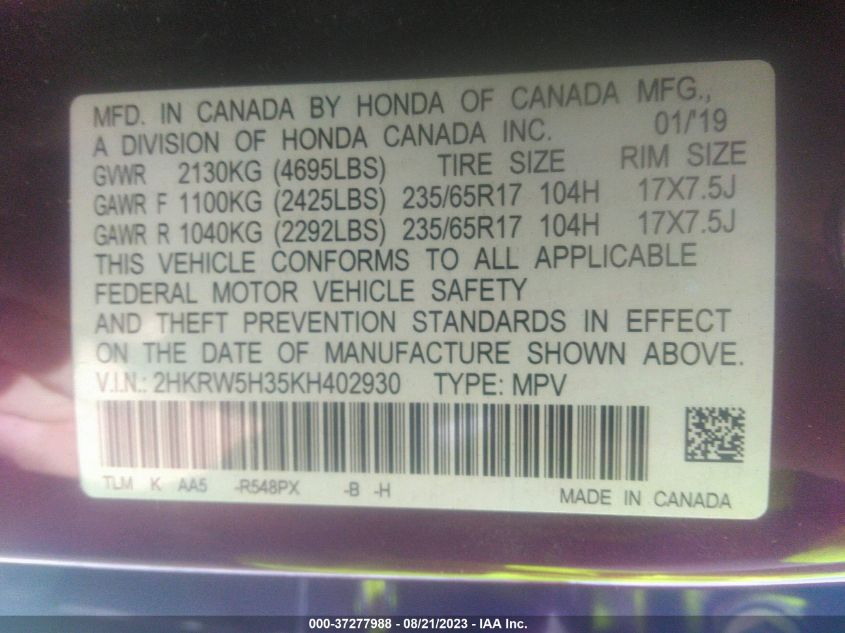 MFD. IN CANADA BY HONDA OF CANADA MFG.,
A DIVISION OF HONDA CANADA INC. 01/'19
GVWR 2130KG (4695LBS) TIRE SIZE RIM SIZE
GAWR F 1100KG (2425LBS) 235/65R17 104H 17X7.5J
GAWR R 1040KG (2292LBS) 235/65R17 104H 17X7.5J
THIS VEHICLE CONFORMS TO ALL APPLICABLE
FEDERAL MOTOR VEHICLE SAFETY
AND THEFT PREVENTION STANDARDS IN EFFECT
ON THE DATE OF MANUFACTURE SHOWN ABOVE.
V.I.N.: 2HKRW5H35KH402930 TYPE: MPV
TLM K AA5 -R548PX -B -H MADE IN CANADA
000-37277988 - 08/21/2023 - IAAI.com